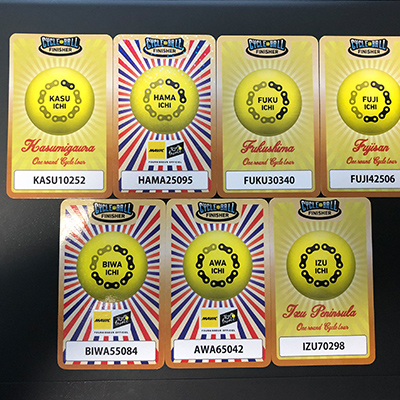 CYCLE BALL
FINISHER
KASU
ICHI
Kasumigaura
One round Cycle tour
KASU10252
CYCLE BALL
FINISHER
HAMA
ICHI
MAVIC
HAMA25095
CYCLE BALL
FINISHER
FUKU
ICHI
Fukushima
One round Cycle tour
FUKU30340
CYCLE BALL
FINISHER
FUJI
ICHI
Fujisan
One round Cycle tour
FUJI42506
CYCLE BALL
FINISHER
BIWA
ICHI
MAVIC
BIWA55084
CYCLE BALL
FINISHER
AWA
ICHI
MAVIC
AWA65042
CYCLE BALL
FINISHER
IZU
ICHI
Izu Peninsula
One round Cycle tour
IZU70298